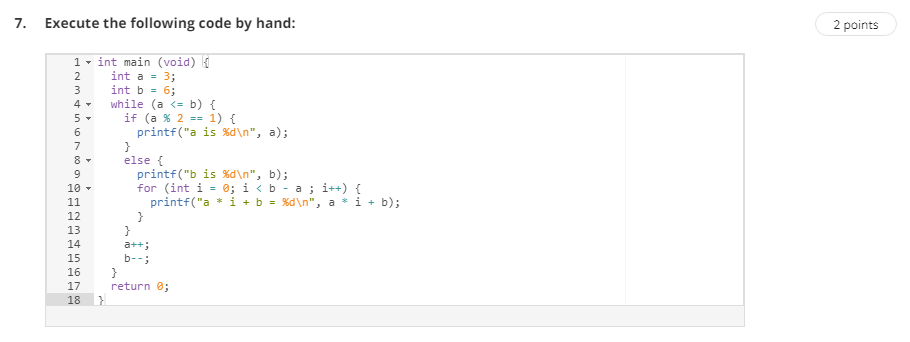 7. Execute the following code by hand:
2 points
1 int main (void) {
2 int a = 3;
3 int b = 6;
4 while (a <= b) {
5 if (a % 2 == 1) {
6 printf("a is %d\n", a);
7 }
8 else {
9 printf("b is %d\n", b);
10 for (int i = 0; i < b - a ; i++) {
11 printf("a * i + b = %d\n", a * i + b);
12 }
13 }
14 a++;
15 b--;
16 }
17 return 0;
18 }